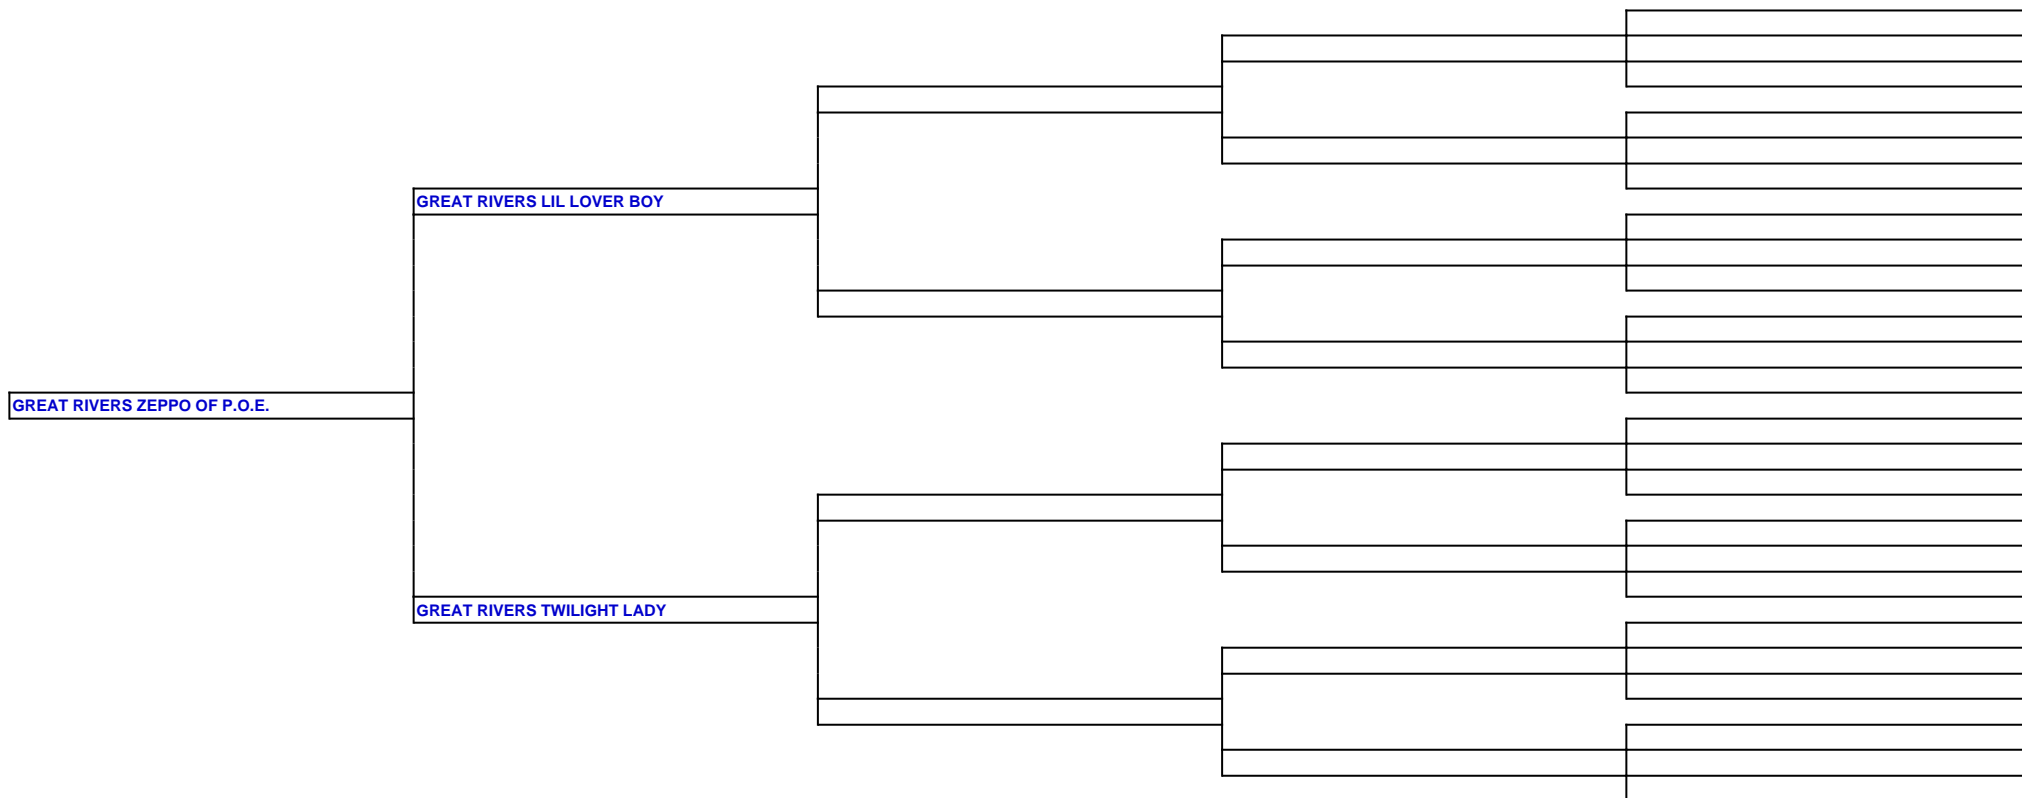 GREAT RIVERS LIL LOVER BOY
GREAT RIVERS ZEPPO OF P.O.E.
GREAT RIVERS TWILIGHT LADY